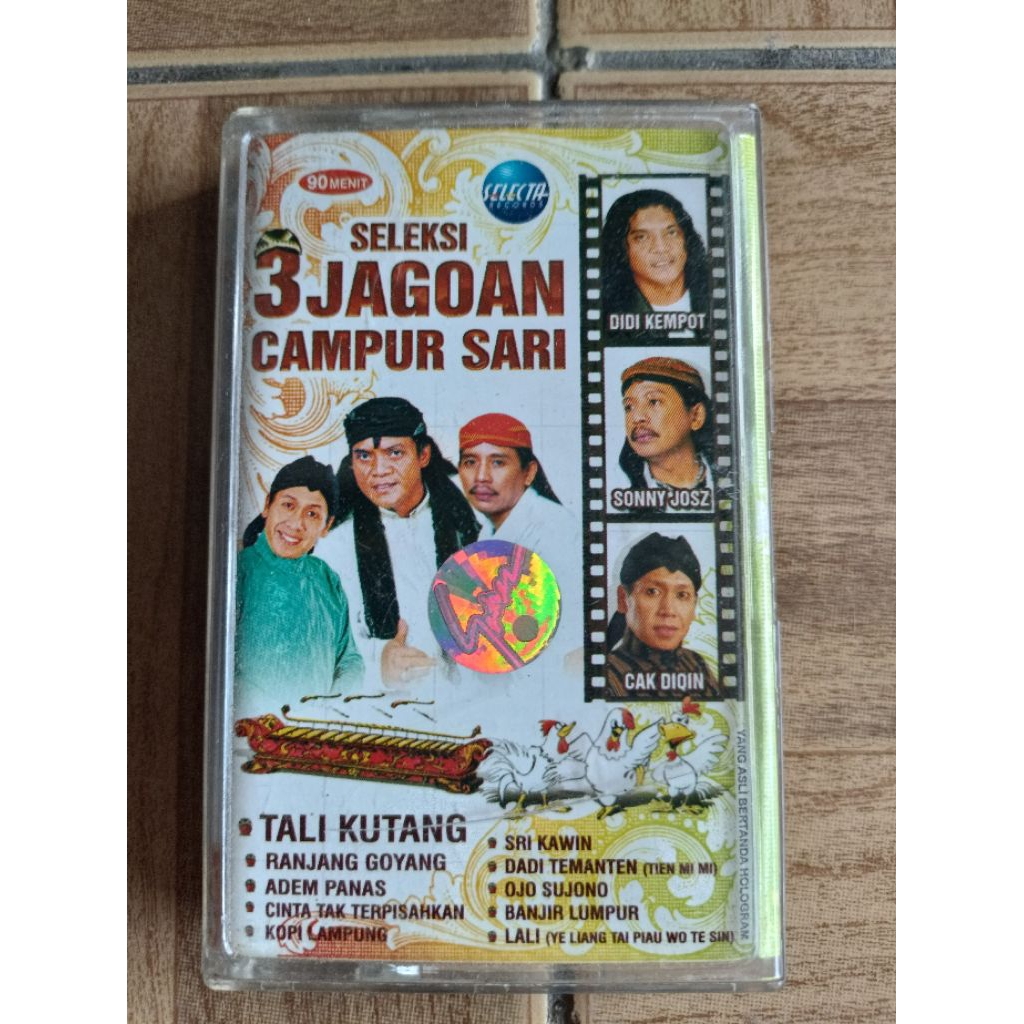 90 MENIT
SELECTA
RECORDS
SELEKSI
3 JAGOAN
CAMPUR SARI
DIDI KEMPOT
SONNY JOSZ
CAK DIQIN
TALI KUTANG
RANJANG GOYANG
ADEM PANAS
CINTA TAK TERPISAHKAN
KOPI LAMPUNG
SRI KAWIN
DADI TEMANTEN (TIEN MI MI)
OJO SUJONO
BANJIR LUMPUR
LALI (YE LIANG TAI PIAU WO TE SIN)
YANG ASLI BERTANDA HOLOGRAM